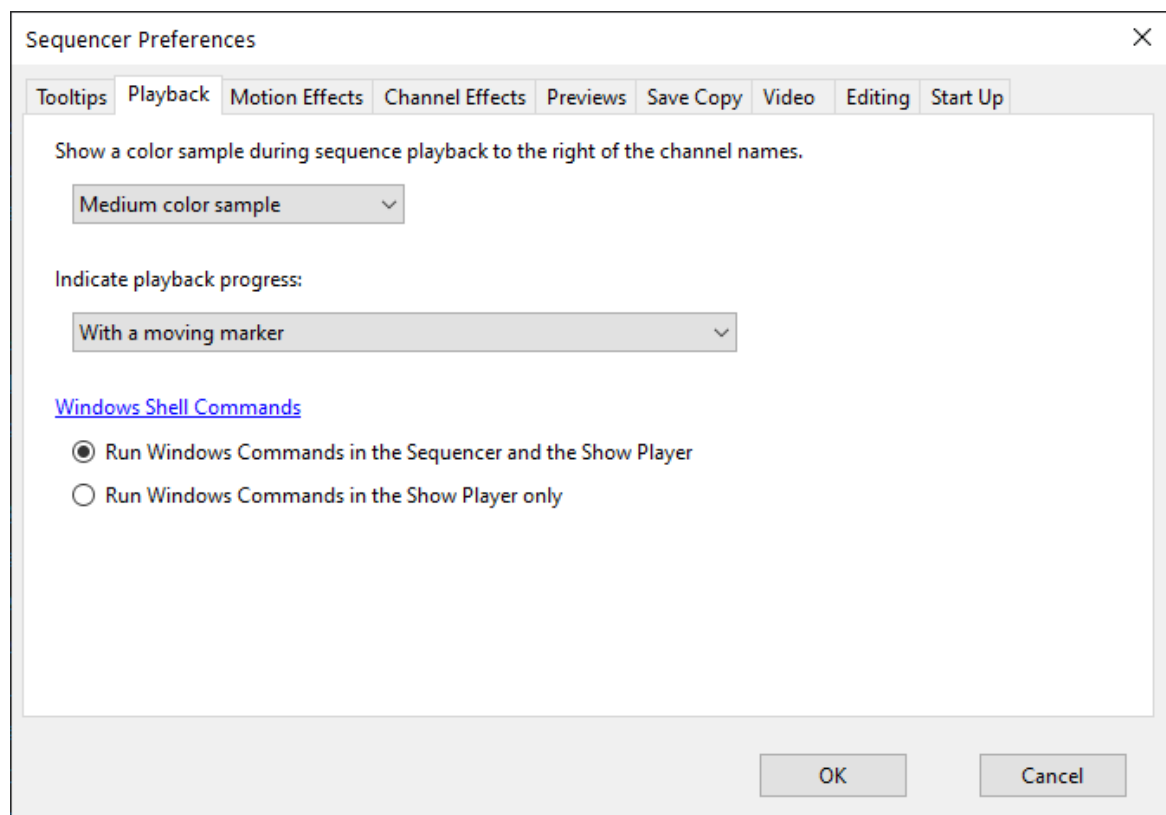 Sequencer Preferences
Tooltips Playback Motion Effects Channel Effects Previews Save Copy Video Editing Start Up
Show a color sample during sequence playback to the right of the channel names.
Medium color sample
Indicate playback progress:
With a moving marker
Windows Shell Commands
Run Windows Commands in the Sequencer and the Show Player
Run Windows Commands in the Show Player only
OK Cancel